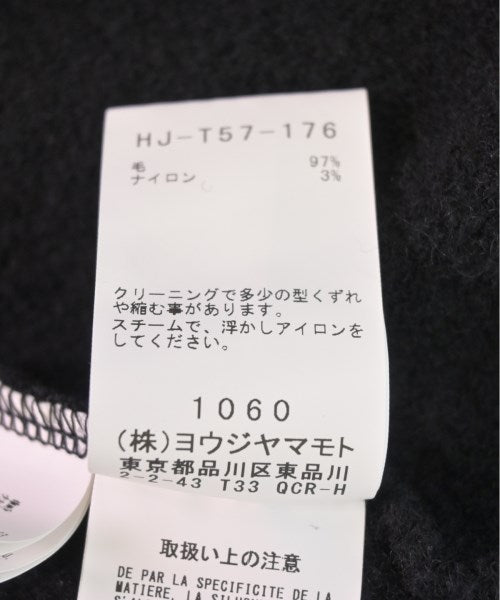 HJ-T57-176
毛 97%
ナイロン 3%
クリーニングで多少の型くずれ
や縮む事があります。
スチームで、浮かしアイロンを
してください。
1060
(株)ヨウジヤマモト
東京都品川区東品川
2-2-43 T33 QCR-H
取扱い上の注意
DE PAR LA SPECIFICITE DE LA
MATIERE, LA